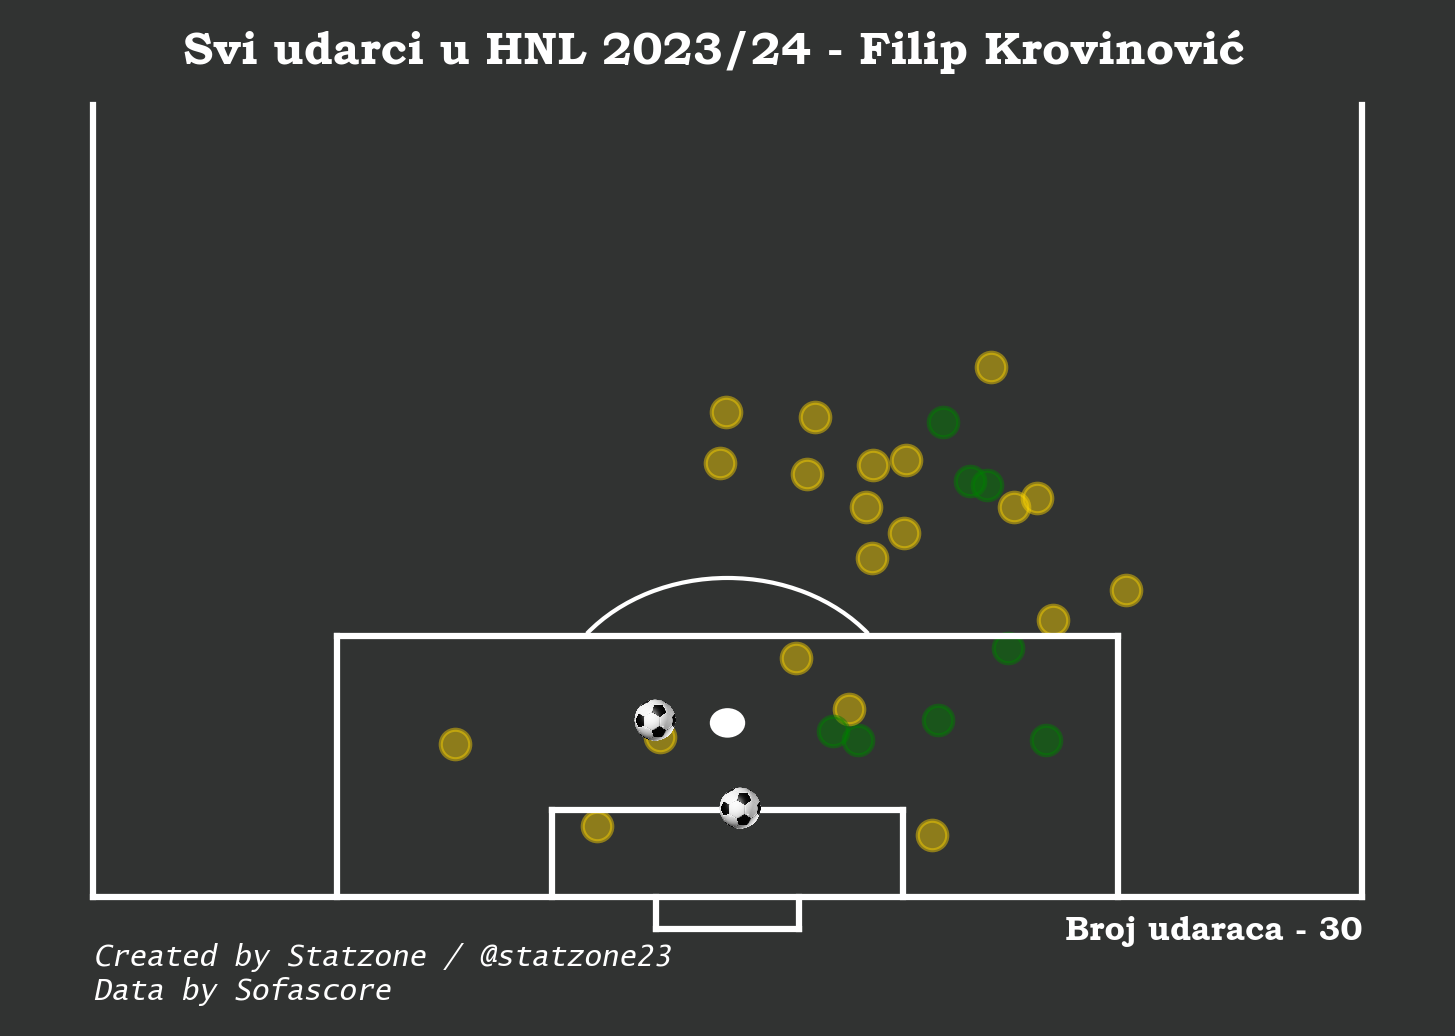 Svi udarci u HNL 2023/24 - Filip Krovinović
Broj udaraca - 30
Created by Statzone / @statzone23
Data by Sofascore